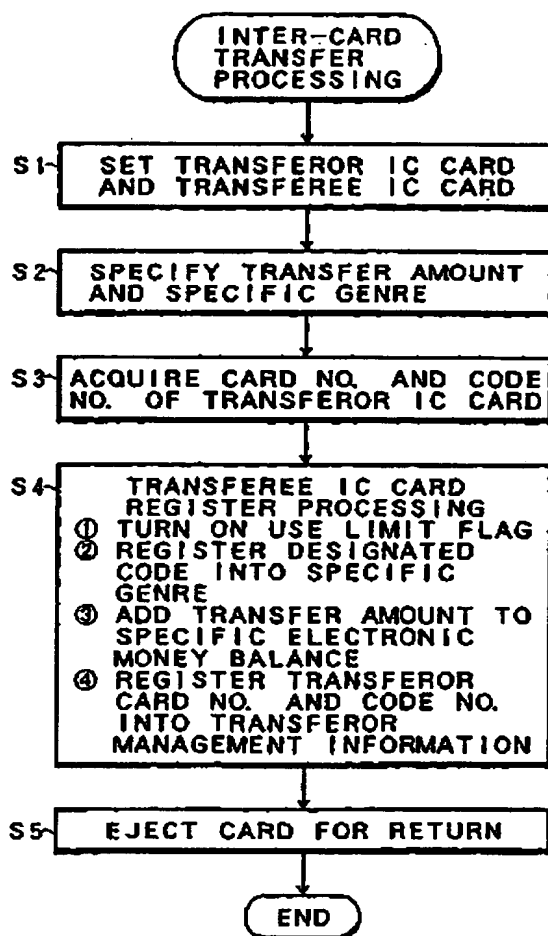 INTER-CARD
TRANSFER
PROCESSING
S1
SET TRANSFEROR IC CARD
AND TRANSFEREE IC CARD
S2
SPECIFY TRANSFER AMOUNT
AND SPECIFIC GENRE
S3
ACQUIRE CARD NO. AND CODE
NO. OF TRANSFEROR IC CARD
S4
TRANSFEREE IC CARD
REGISTER PROCESSING
① TURN ON USE LIMIT FLAG
② REGISTER DESIGNATED
CODE INTO SPECIFIC
GENRE
③ ADD TRANSFER AMOUNT TO
SPECIFIC ELECTRONIC
MONEY BALANCE
④ REGISTER TRANSFEROR
CARD NO. AND CODE NO.
INTO TRANSFEROR
MANAGEMENT INFORMATION
S5
EJECT CARD FOR RETURN
END